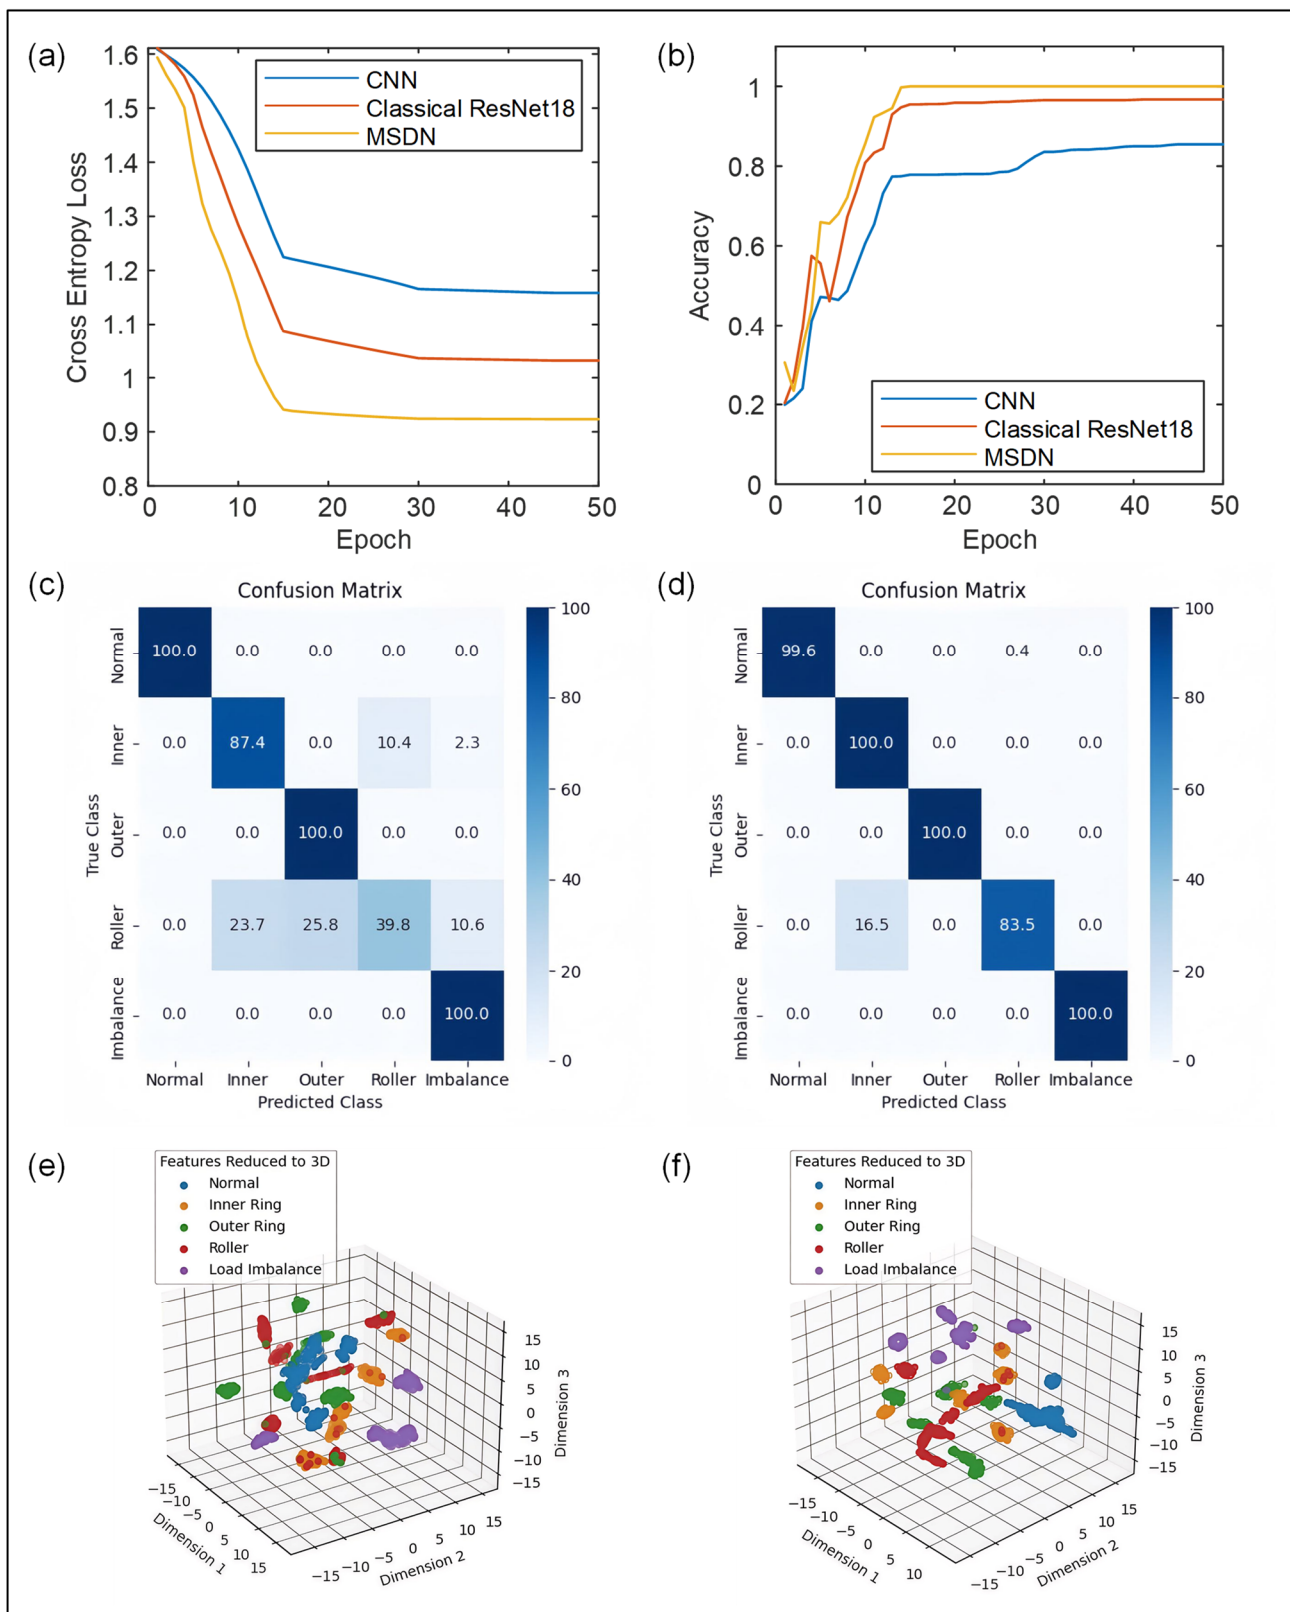 (a)
1.6
1.5
1.4
1.3
1.2
1.1
1
0.9
0.8
Cross Entropy Loss
CNN
Classical ResNet18
MSDN
0 10 20 30 40 50
Epoch
(b)
1
0.8
0.6
0.4
0.2
0
Accuracy
CNN
Classical ResNet18
MSDN
0 10 20 30 40 50
Epoch
(c)
Confusion Matrix
True Class
Normal 100.0 0.0 0.0 0.0 0.0
Inner 0.0 87.4 0.0 10.4 2.3
Outer 0.0 0.0 100.0 0.0 0.0
Roller 0.0 23.7 25.8 39.8 10.6
Imbalance 0.0 0.0 0.0 0.0 100.0
Normal Inner Outer Roller Imbalance
Predicted Class
100
80
60
40
20
0
(d)
Confusion Matrix
True Class
Normal 99.6 0.0 0.0 0.4 0.0
Inner 0.0 100.0 0.0 0.0 0.0
Outer 0.0 0.0 100.0 0.0 0.0
Roller 0.0 16.5 0.0 83.5 0.0
Imbalance 0.0 0.0 0.0 0.0 100.0
Normal Inner Outer Roller Imbalance
Predicted Class
100
80
60
40
20
0
(e)
Features Reduced to 3D
Normal
Inner Ring
Outer Ring
Roller
Load Imbalance
15
10
5
0
−5
−10
−15
Dimension 3
−15 −10 −5 0 5 10 15
Dimension 1
−15 −10 −5 0 5 10 15
Dimension 2
(f)
Features Reduced to 3D
Normal
Inner Ring
Outer Ring
Roller
Load Imbalance
15
10
5
0
−5
−10
−15
Dimension 3
−15 −10 −5 0 5 10
Dimension 1
−15 −10 −5 0 5 10 15
Dimension 2